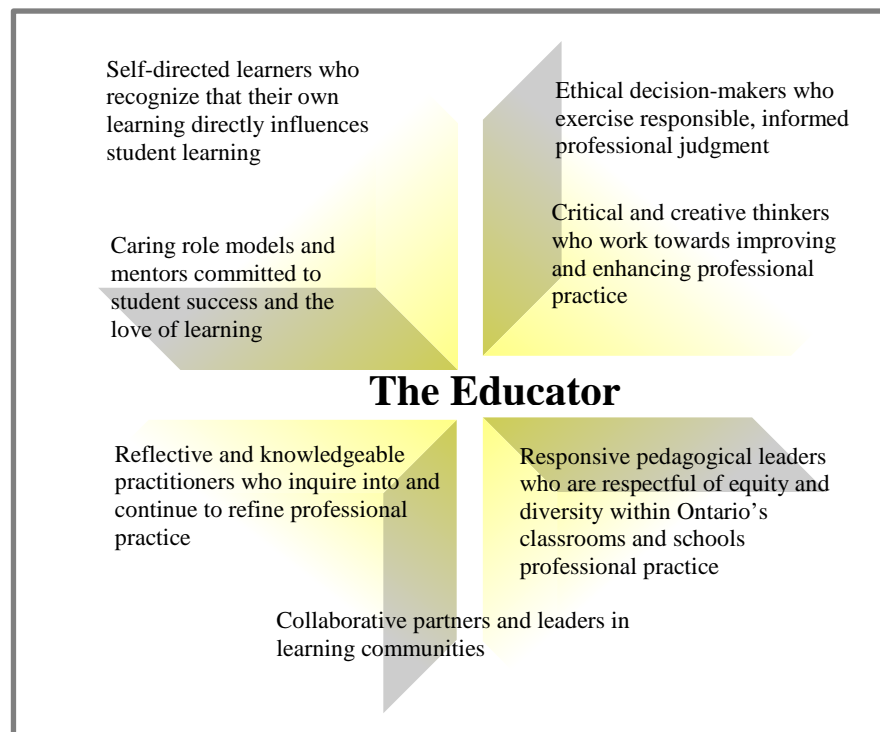 Self-directed learners who
recognize that their own
learning directly influences
student learning
Ethical decision-makers who
exercise responsible, informed
professional judgment
Caring role models and
mentors committed to
student success and the
love of learning
Critical and creative thinkers
who work towards improving
and enhancing professional
practice
The Educator
Reflective and knowledgeable
practitioners who inquire into and
continue to refine professional
practice
Responsive pedagogical leaders
who are respectful of equity and
diversity within Ontario’s
classrooms and schools
professional practice
Collaborative partners and leaders in
learning communities